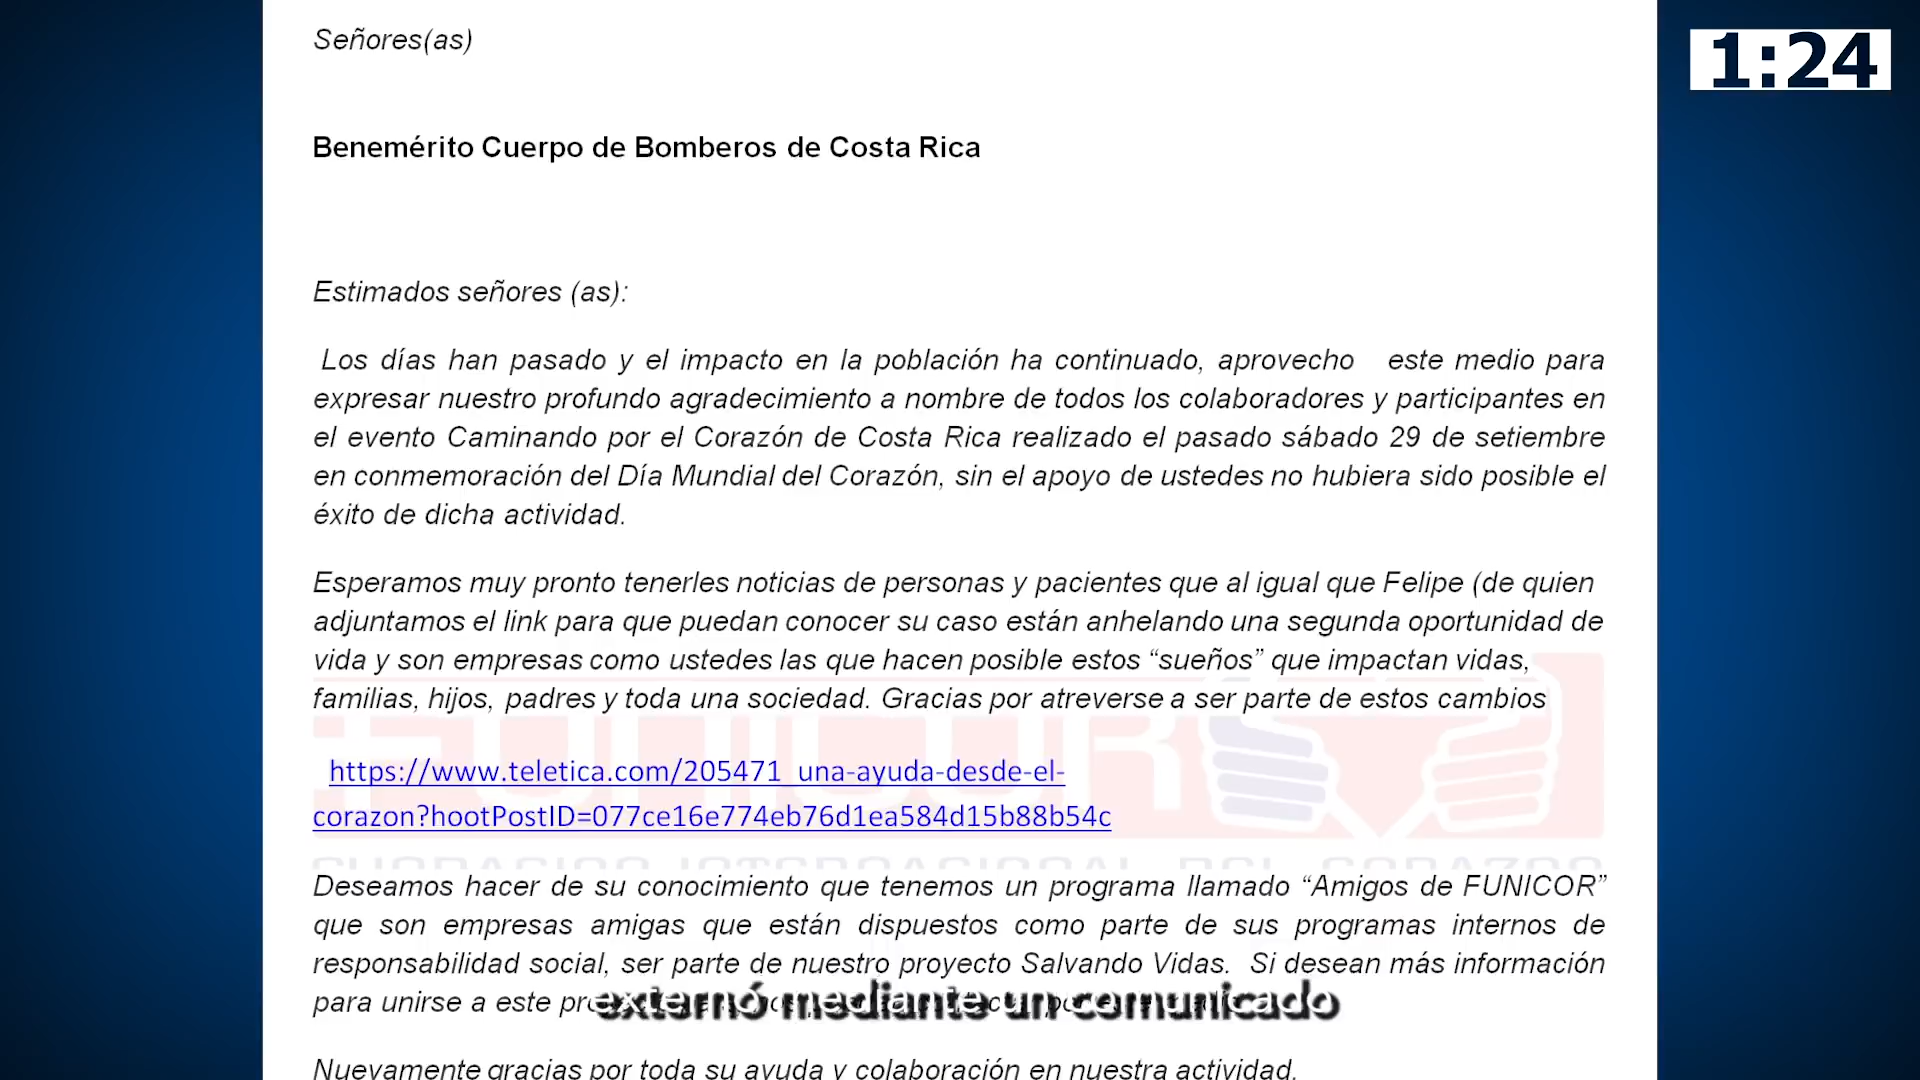 Señores(as)
1:24
Benemérito Cuerpo de Bomberos de Costa Rica
Estimados señores (as):
Los días han pasado y el impacto en la población ha continuado, aprovecho este medio para
expresar nuestro profundo agradecimiento a nombre de todos los colaboradores y participantes en
el evento Caminando por el Corazón de Costa Rica realizado el pasado sábado 29 de setiembre
en conmemoración del Día Mundial del Corazón, sin el apoyo de ustedes no hubiera sido posible el
éxito de dicha actividad.
Esperamos muy pronto tenerles noticias de personas y pacientes que al igual que Felipe (de quien
adjuntamos el link para que puedan conocer su caso están anhelando una segunda oportunidad de
vida y son empresas como ustedes las que hacen posible estos “sueños” que impactan vidas,
familias, hijos, padres y toda una sociedad. Gracias por atreverse a ser parte de estos cambios
FUNICOR
https://www.teletica.com/205471_una-ayuda-desde-el-
corazon?hootPostID=077ce16e774eb76d1ea584d15b88b54c
Deseamos hacer de su conocimiento que tenemos un programa llamado “Amigos de FUNICOR”
que son empresas amigas que están dispuestos como parte de sus programas internos de
responsabilidad social, ser parte de nuestro proyecto Salvando Vidas. Si desean más información
para unirse a este
externó mediante un comunicado
Nuevamente gracias por toda su ayuda y colaboración en nuestra actividad.